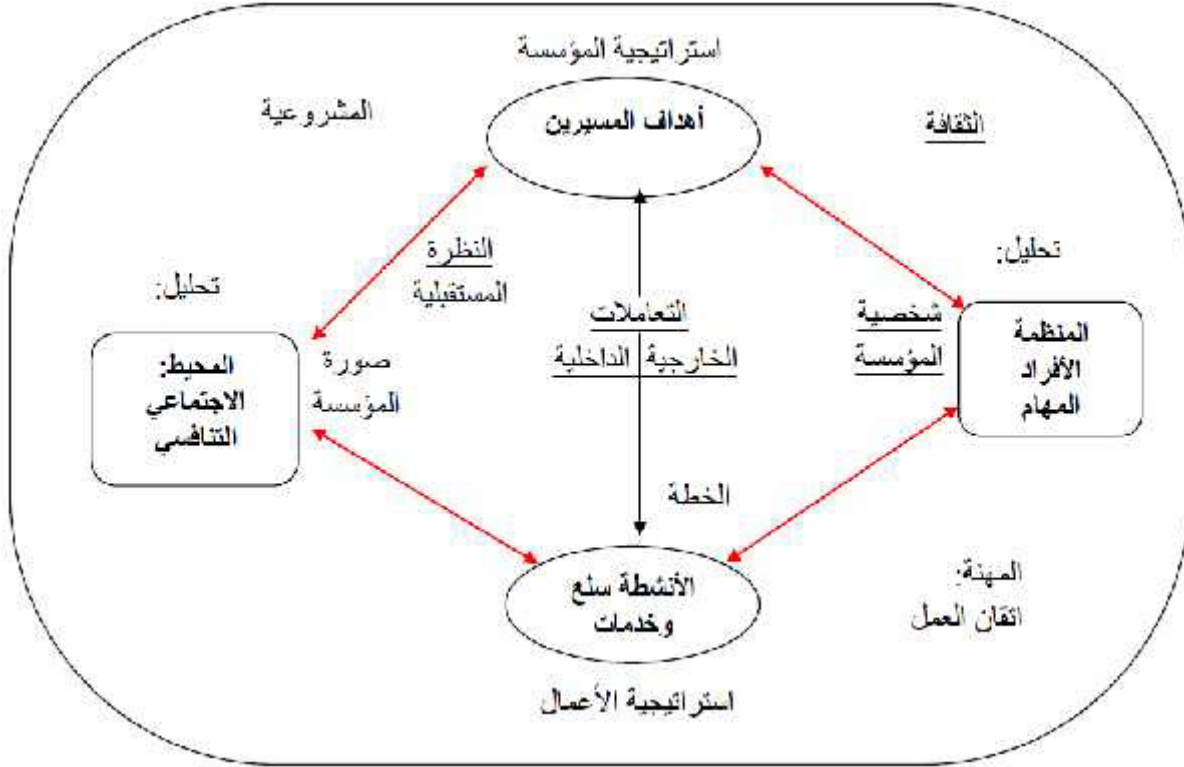 استراتيجية المؤسسة
أهداف المسيرين
المشروعية
الثقافة
النظرة
المستقبلية
تحليل:
تحليل:
التعاملات
الخارجية الداخلية
شخصية
المؤسسة
المنظمة
الأفراد
المهام
صورة
المؤسسة
المحيط:
الاجتماعي
التنافسي
الخطة
الأنشطة سلع
وخدمات
المهنة:
اتقان العمل
استراتيجية الأعمال